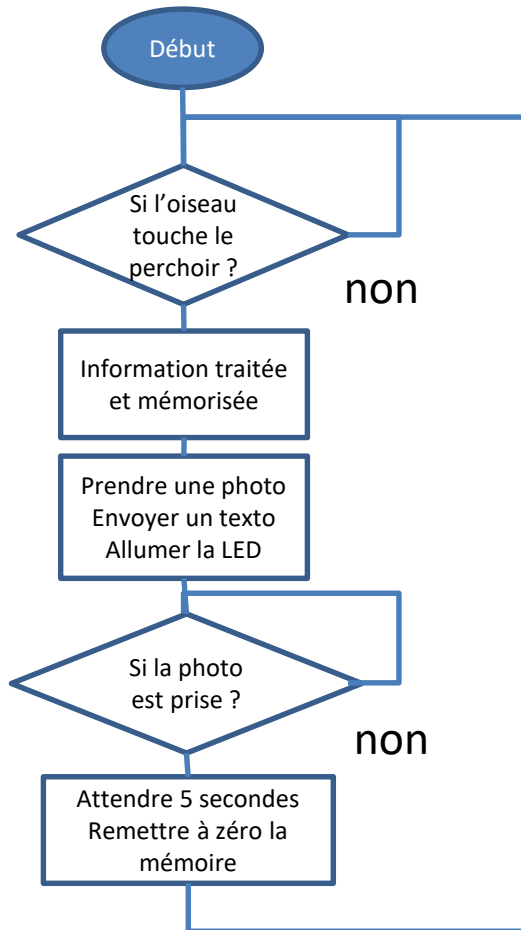 Début
Si l’oiseau
touche le
perchoir ?
non
Information traitée
et mémorisée
Prendre une photo
Envoyer un texto
Allumer la LED
Si la photo
est prise ?
non
Attendre 5 secondes
Remettre à zéro la
mémoire